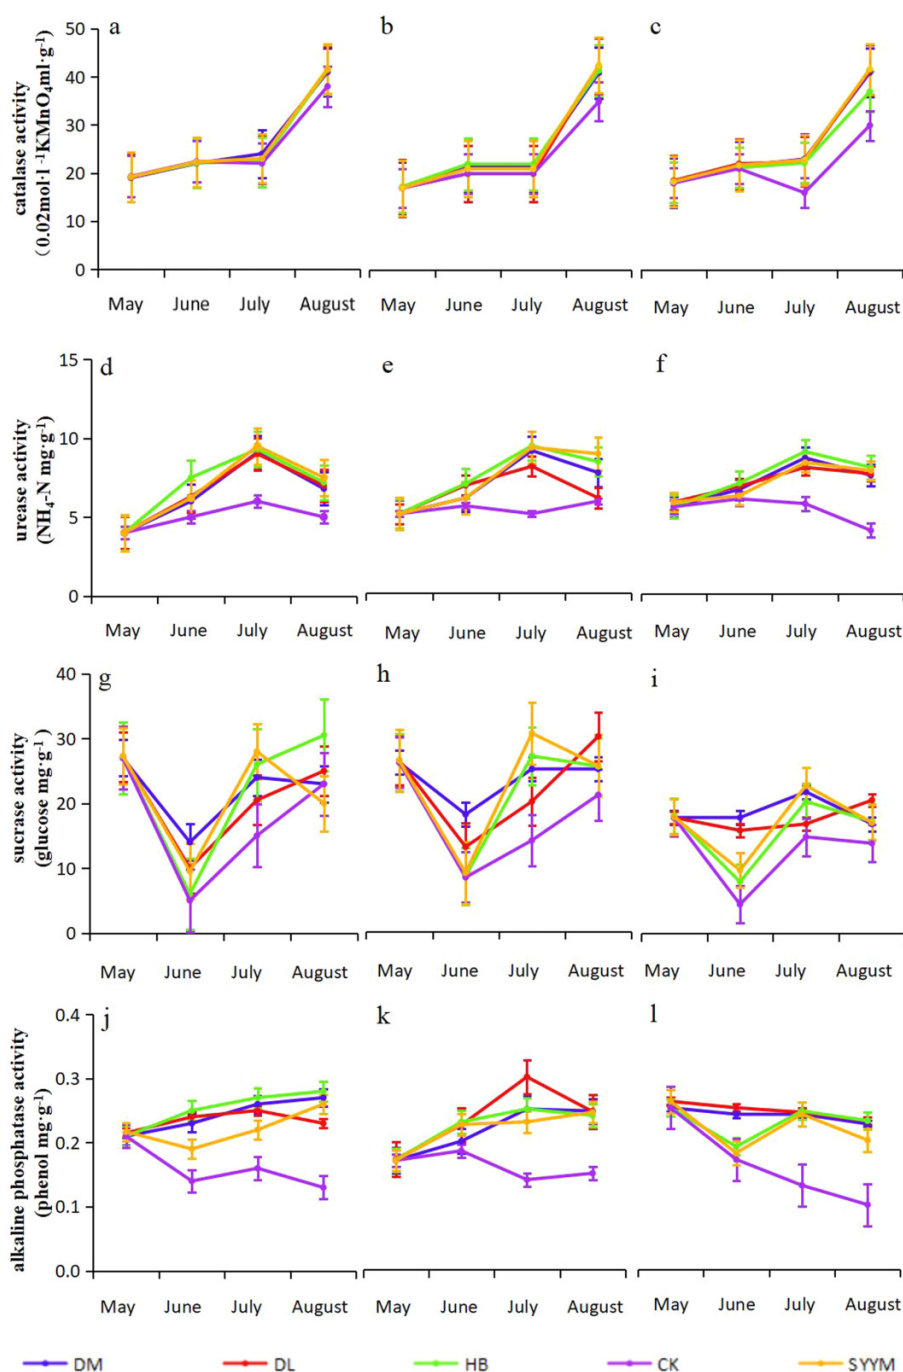 a b c
catalase activity
(0.02mol·l -1KMnO4ml·g-1)
50
40
30
20
10
0
May June July August May June July August May June July August
d e f
urease activity
(NH4-N mg·g-1)
15
10
5
0
May June July August May June July August May June July August
g h i
sucrase activity
(glucose mg·g-1)
40
30
20
10
0
May June July August May June July August May June July August
j k l
alkaline phosphatase activity
(phenol mg·g-1)
0.4
0.3
0.2
0.1
0.0
May June July August May June July August May June July August
DM DL HB CK SYYM